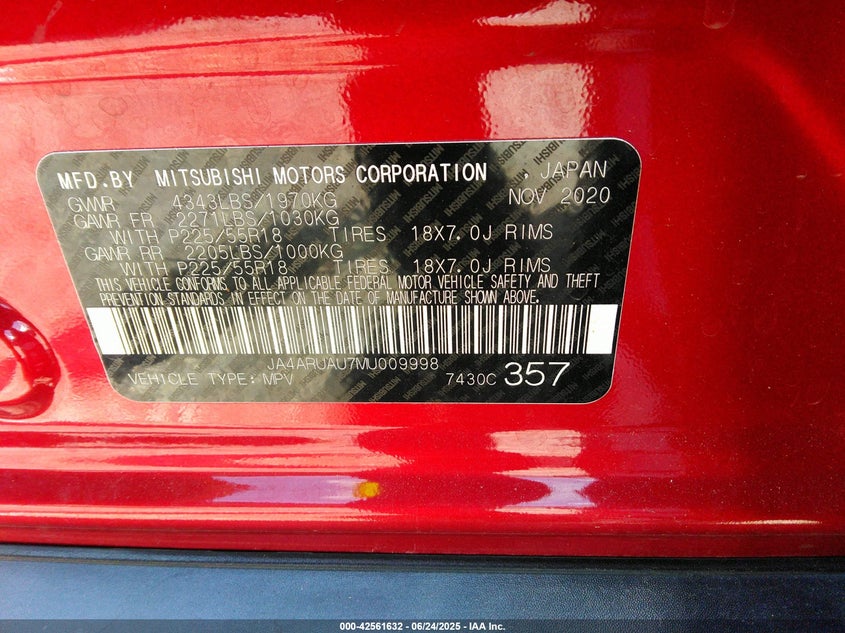 MFD.BY MITSUBISHI MOTORS CORPORATION , JAPAN
GVWR 4343LBS/1970KG NOV 2020
GAWR FR 2271LBS/1030KG
WITH P225/55R18 TIRES 18X7.0J RIMS
GAWR RR 2205LBS/1000KG
WITH P225/55R18 TIRES 18X7.0J RIMS
THIS VEHICLE CONFORMS TO ALL APPLICABLE FEDERAL MOTOR VEHICLE SAFETY AND THEFT
PREVENTION STANDARDS IN EFFECT ON THE DATE OF MANUFACTURE SHOWN ABOVE.
JA4ARUAU7MU009998
VEHICLE TYPE: MPV 7430C 357
000-42561632 - 06/24/2025 - IAA Inc.